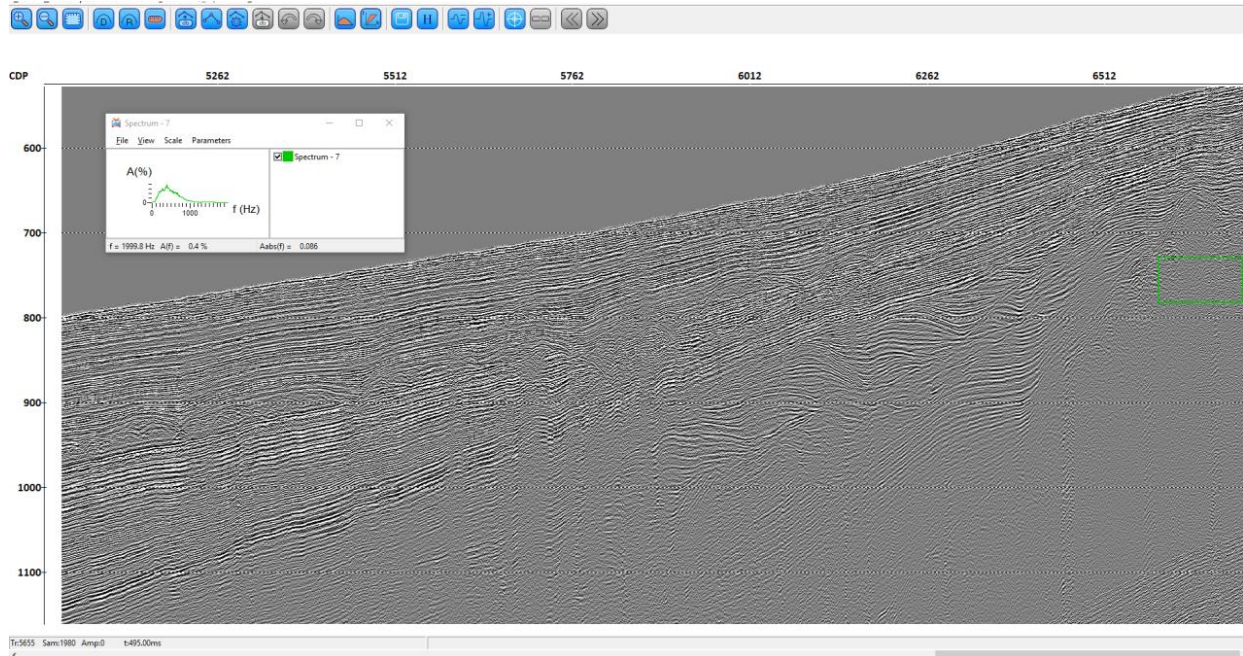 D R H
CDP 5262 5512 5762 6012 6262 6512
Spectrum - 7
File View Scale Parameters
Spectrum - 7
A(%)
0
0 1000 f (Hz)
f = 1999.8 Hz A(f) = 0.4 % Aabs(f) = 0.086
600
700
800
900
1000
1100
Tr:5655 Sam:1980 Amp:0 t:495.00ms